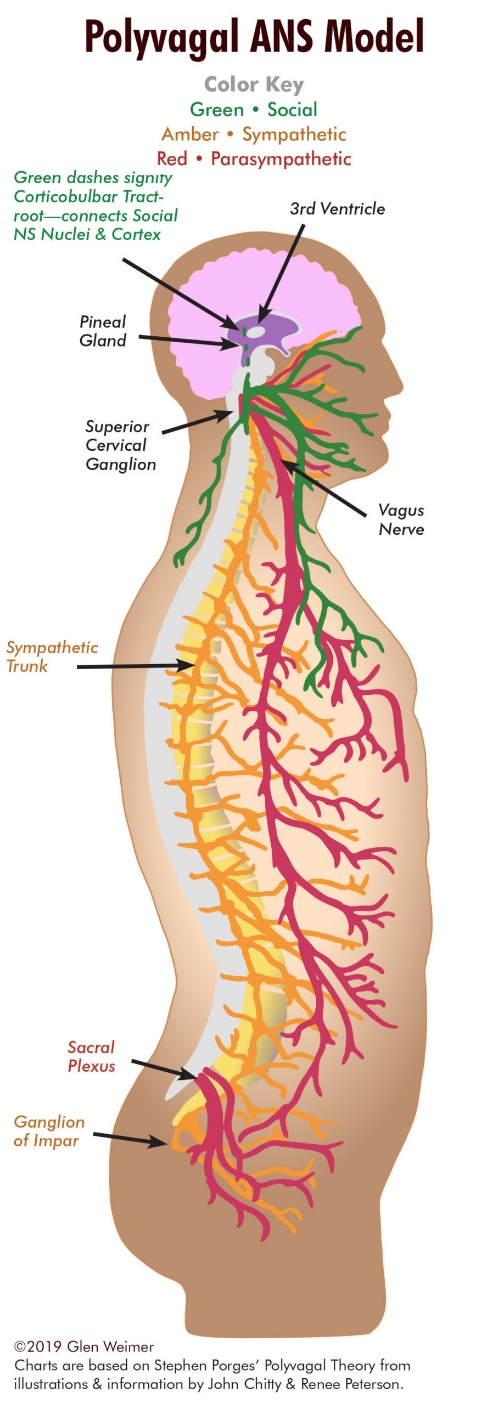 Polyvagal ANS Model
Color Key
Green • Social
Amber • Sympathetic
Red • Parasympathetic
Green dashes signity
Corticobulbar Tract-
root—connects Social
NS Nuclei & Cortex
3rd Ventricle
Pineal
Gland
Superior
Cervical
Ganglion
Vagus
Nerve
Sympathetic
Trunk
Sacral
Plexus
Ganglion
of Impar
©2019 Glen Weimer
Charts are based on Stephen Porges’ Polyvagal Theory from
illustrations & information by John Chitty & Renee Peterson.